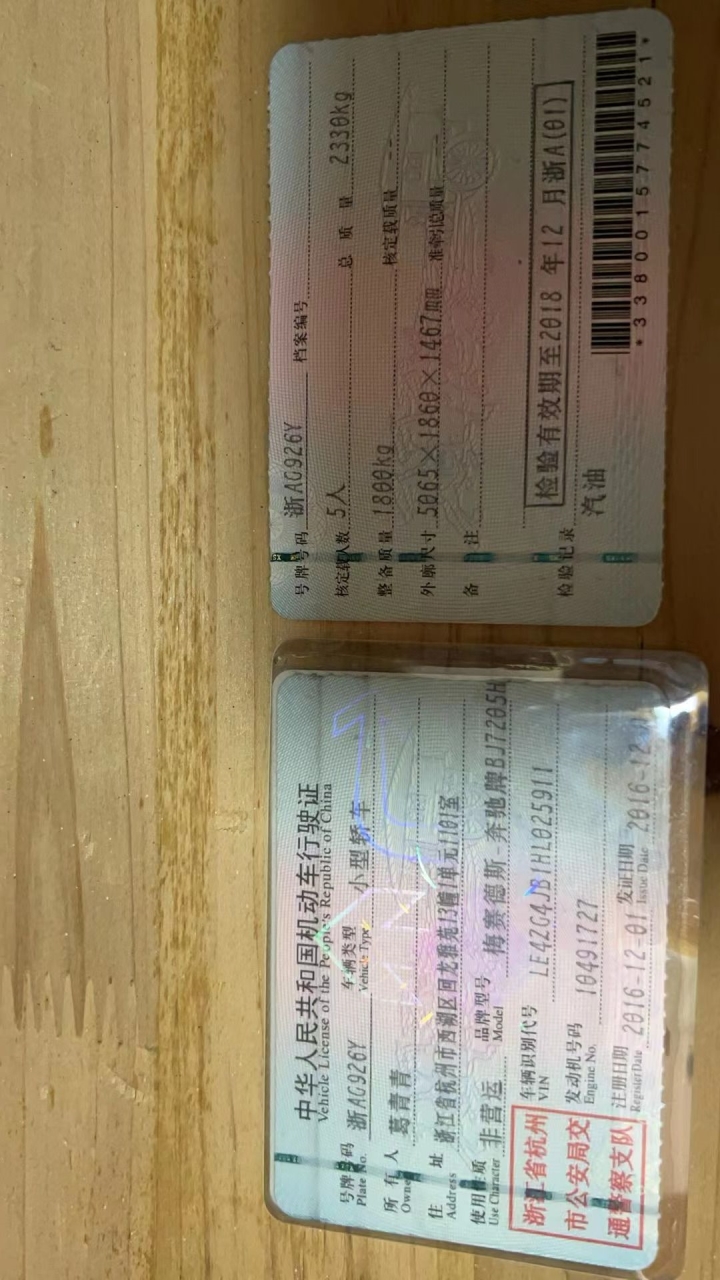 中华人民共和国机动车行驶证
Vehicle License of the People's Republic of China
号牌号码 浙AG926Y 车辆类型 小型轿车
Plate No. Vehicle Type
所有人 葛青青
Owner
住址 浙江省杭州市西湖区回龙雅苑13幢1单元1101室
Address
使用性质 非营运 品牌型号 梅赛德斯-奔驰牌BJ7205H
Use Character Model
浙江省杭州
市公安局交
通警察支队
车辆识别代号 LE4ZG4JB1HL025911
VIN
发动机号码 10491727
Engine No.
注册日期 2016-12-01 发证日期 2016-12-
Register Date Issue Date
号牌号码 浙AG926Y 档案编号
核定载人数 5人 总质量 2330kg
整备质量 1800kg 核定载质量 --
外廓尺寸 5065×1860×1467mm 准牵引总质量
备注
检验记录 检验有效期至2018年12月浙A(01)
汽油
*3380015774521*